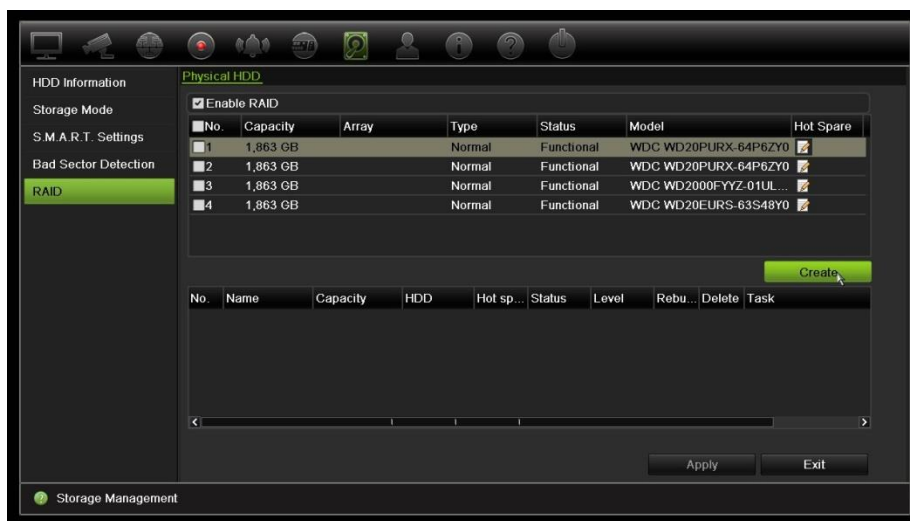 HDD Information
Storage Mode
S.M.A.R.T. Settings
Bad Sector Detection
RAID
Physical HDD
Enable RAID
No. Capacity Array Type Status Model Hot Spare
1 1,863 GB Normal Functional WDC WD20PURX-64P6ZY0
2 1,863 GB Normal Functional WDC WD20PURX-64P6ZY0
3 1,863 GB Normal Functional WDC WD2000FYYZ-01UL...
4 1,863 GB Normal Functional WDC WD20EURS-63S48Y0
Create
No. Name Capacity HDD Hot sp... Status Level Rebu... Delete Task
Apply Exit
Storage Management